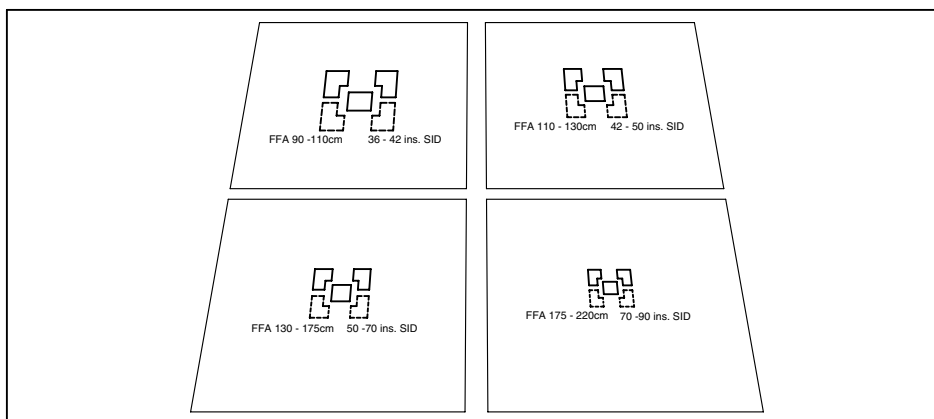 FFA 90 -110cm 36 - 42 ins. SID
FFA 110 - 130cm 42 - 50 ins. SID
FFA 130 - 175cm 50 -70 ins. SID
FFA 175 - 220cm 70 -90 ins. SID